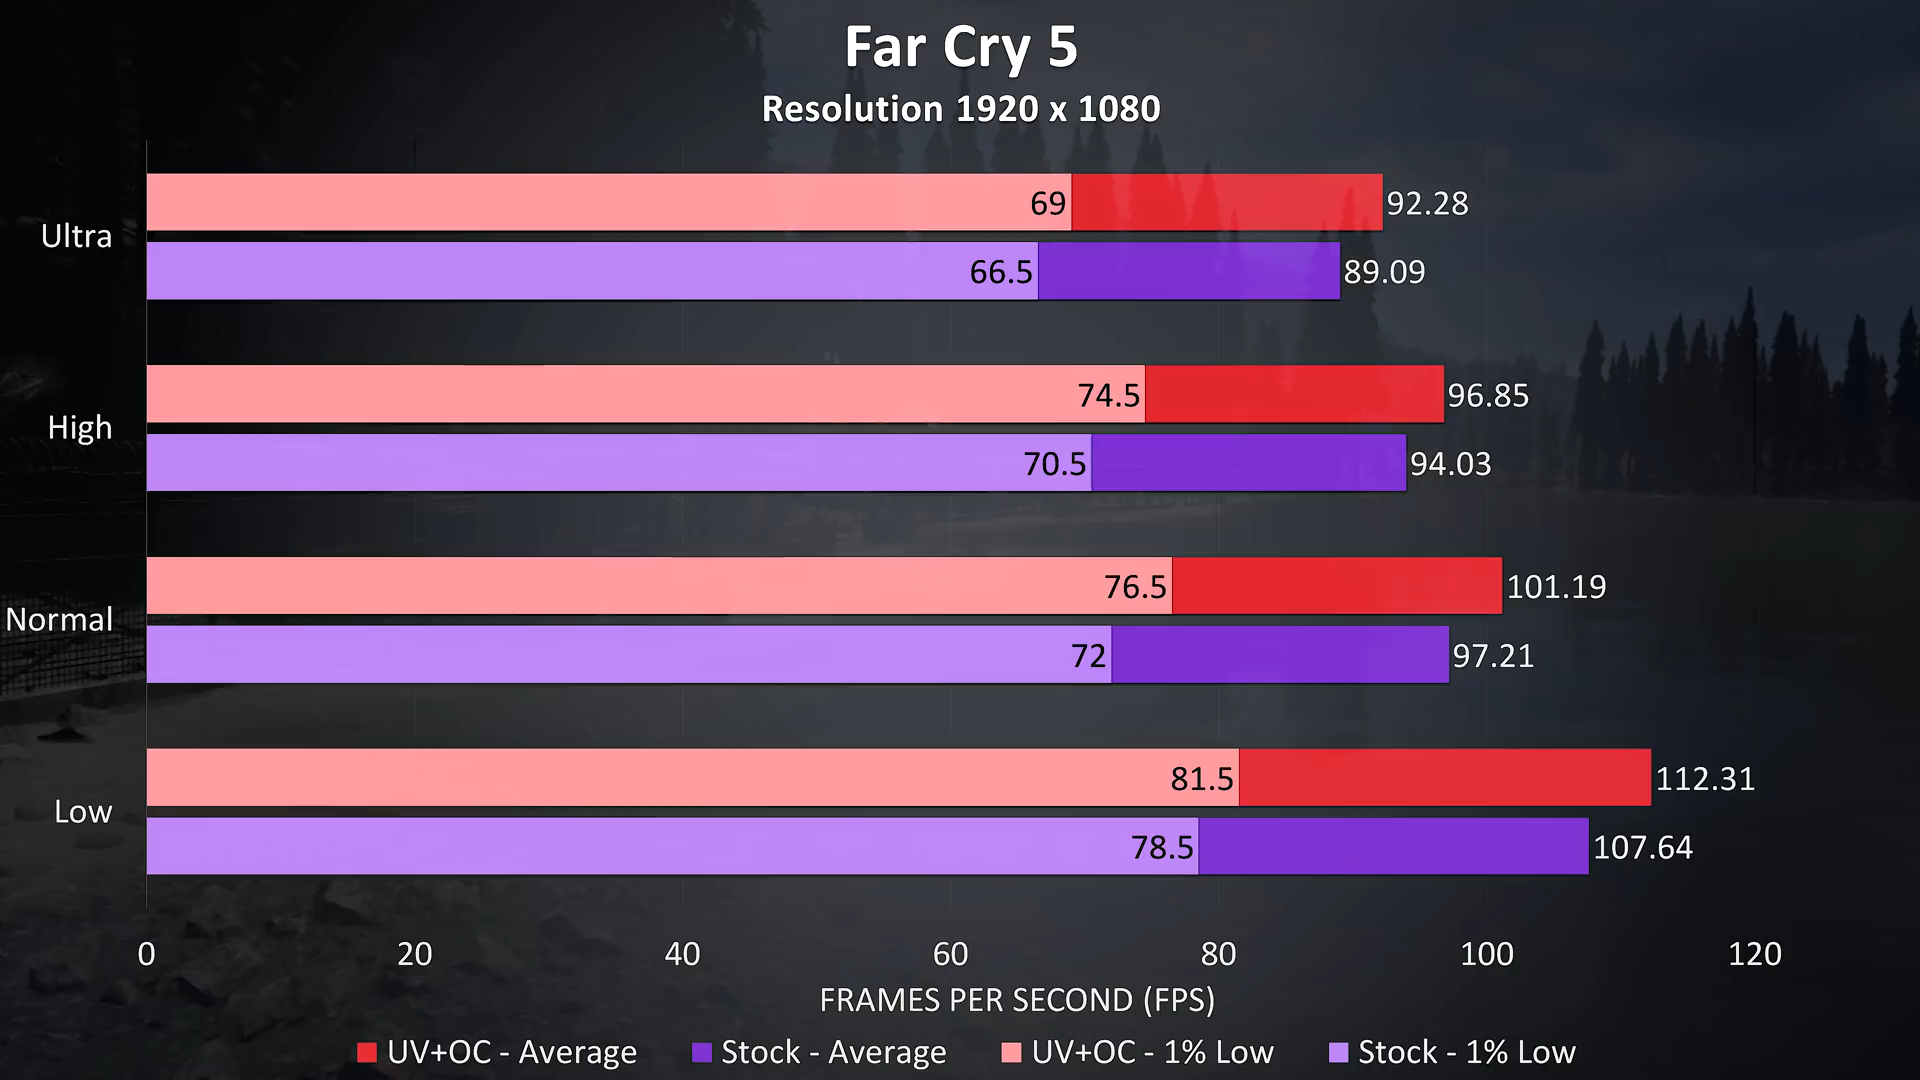 Far Cry 5
Resolution 1920 x 1080
Ultra
69
92.28
66.5
89.09
High
74.5
96.85
70.5
94.03
Normal
76.5
101.19
72
97.21
Low
81.5
112.31
78.5
107.64
0 20 40 60 80 100 120
FRAMES PER SECOND (FPS)
UV+OC - Average Stock - Average UV+OC - 1% Low Stock - 1% Low